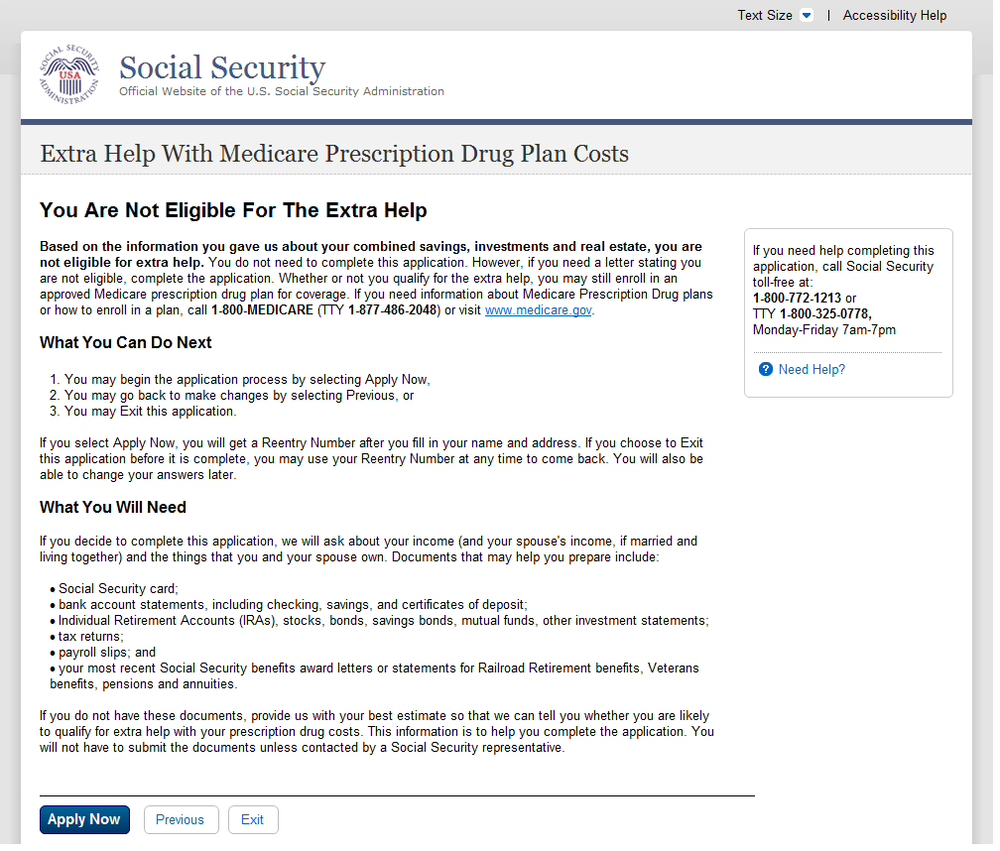 Text Size | Accessibility Help
SOCIAL SECURITY ADMINISTRATION
USA
Social Security
Official Website of the U.S. Social Security Administration
Extra Help With Medicare Prescription Drug Plan Costs
You Are Not Eligible For The Extra Help
Based on the information you gave us about your combined savings, investments and real estate, you are
not eligible for extra help. You do not need to complete this application. However, if you need a letter stating you
are not eligible, complete the application. Whether or not you qualify for the extra help, you may still enroll in an
approved Medicare prescription drug plan for coverage. If you need information about Medicare Prescription Drug plans
or how to enroll in a plan, call 1-800-MEDICARE (TTY 1-877-486-2048) or visit www.medicare.gov.
What You Can Do Next
1. You may begin the application process by selecting Apply Now,
2. You may go back to make changes by selecting Previous, or
3. You may Exit this application.
If you select Apply Now, you will get a Reentry Number after you fill in your name and address. If you choose to Exit
this application before it is complete, you may use your Reentry Number at any time to come back. You will also be
able to change your answers later.
What You Will Need
If you decide to complete this application, we will ask about your income (and your spouse's income, if married and
living together) and the things that you and your spouse own. Documents that may help you prepare include:
• Social Security card;
• bank account statements, including checking, savings, and certificates of deposit;
• Individual Retirement Accounts (IRAs), stocks, bonds, savings bonds, mutual funds, other investment statements;
• tax returns;
• payroll slips; and
• your most recent Social Security benefits award letters or statements for Railroad Retirement benefits, Veterans
benefits, pensions and annuities.
If you do not have these documents, provide us with your best estimate so that we can tell you whether you are likely
to qualify for extra help with your prescription drug costs. This information is to help you complete the application. You
will not have to submit the documents unless contacted by a Social Security representative.
Apply Now
Previous
Exit
If you need help completing this
application, call Social Security
toll-free at:
1-800-772-1213 or
TTY 1-800-325-0778,
Monday-Friday 7am-7pm
? Need Help?